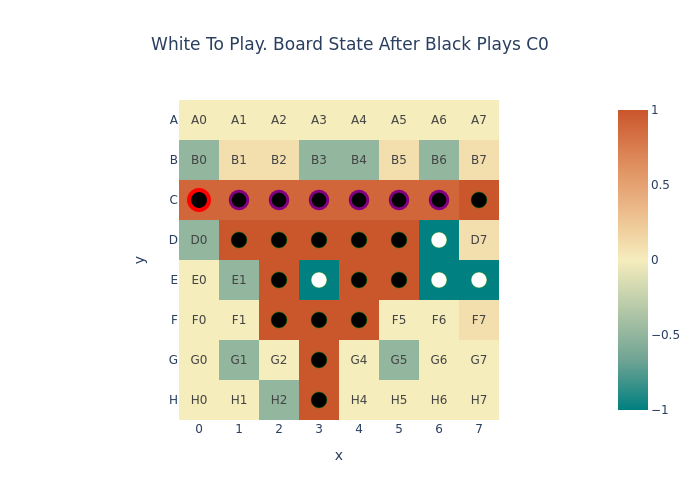 White To Play. Board State After Black Plays C0
A A0 A1 A2 A3 A4 A5 A6 A7
B B0 B1 B2 B3 B4 B5 B6 B7
C
D D0 D7
E E0 E1
F F0 F1 F5 F6 F7
G G0 G1 G2 G4 G5 G6 G7
H H0 H1 H2 H4 H5 H6 H7
0 1 2 3 4 5 6 7
x
y
1
0.5
0
−0.5
−1